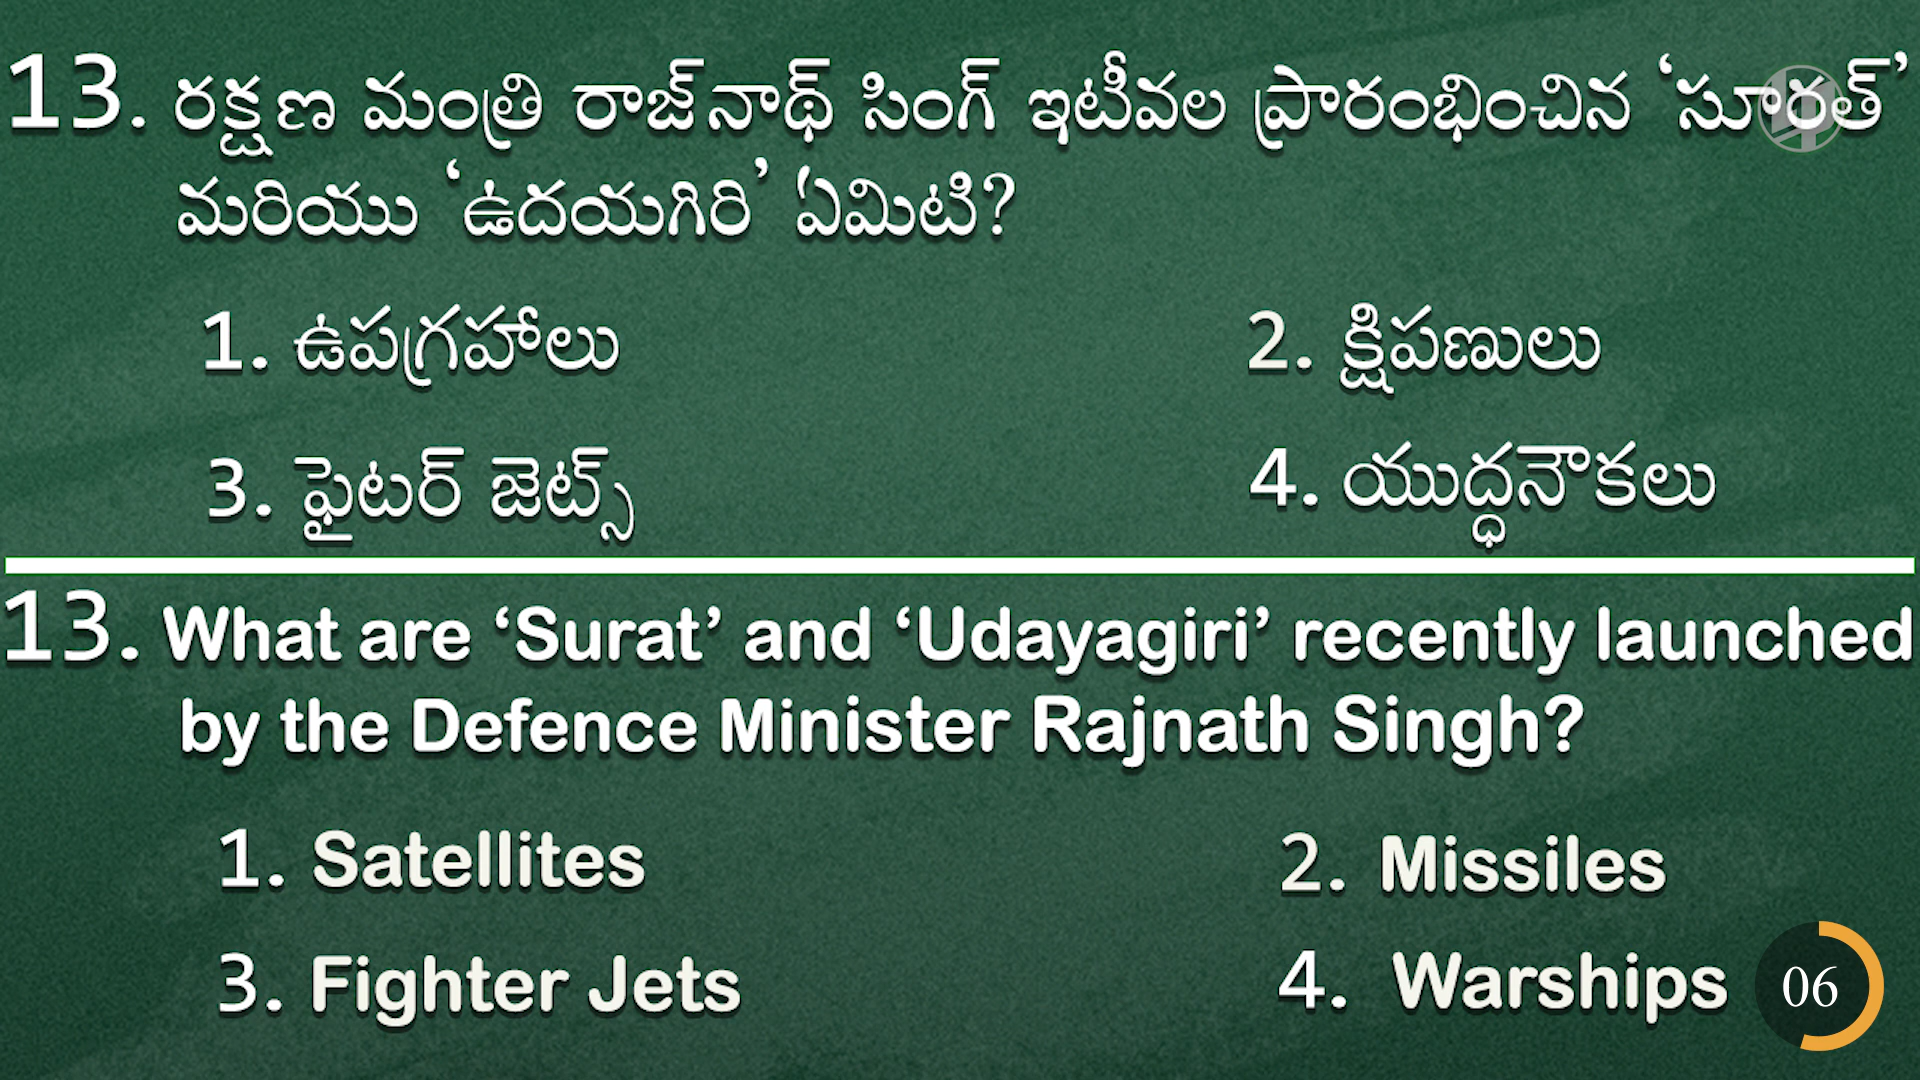 13. రక్షణ మంత్రి రాజ్‌నాథ్ సింగ్ ఇటీవల ప్రారంభించిన ‘సూరత్’
మరియు ‘ఉదయగిరి’ ఏమిటి?
1. ఉపగ్రహాలు 2. క్షిపణులు
3. ఫైటర్ జెట్స్ 4. యుద్ధనౌకలు
13. What are ‘Surat’ and ‘Udayagiri’ recently launched
by the Defence Minister Rajnath Singh?
1. Satellites 2. Missiles
3. Fighter Jets 4. Warships
06